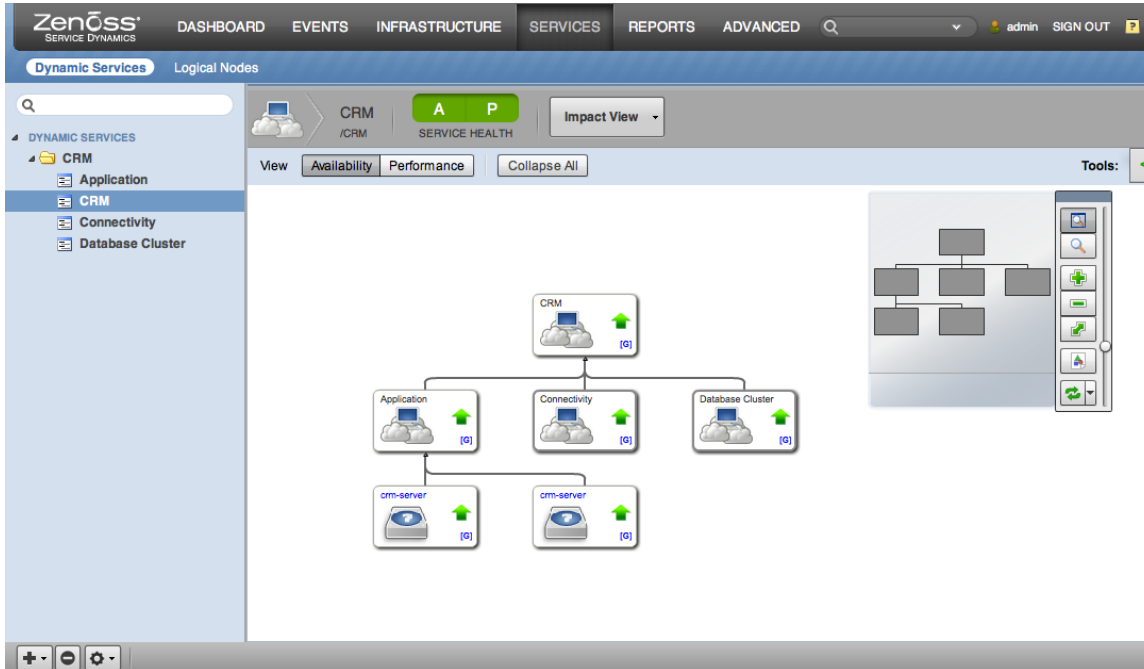 Zenoss
SERVICE DYNAMICS
DASHBOARD EVENTS INFRASTRUCTURE SERVICES REPORTS ADVANCED admin SIGN OUT ?
Dynamic Services Logical Nodes
CRM
/CRM
A P
SERVICE HEALTH
Impact View
DYNAMIC SERVICES
CRM
Application
CRM
Connectivity
Database Cluster
View Availability Performance Collapse All Tools:
CRM
[G]
Application
[G]
Connectivity
[G]
Database Cluster
[G]
crm-server
?
[G]
crm-server
?
[G]